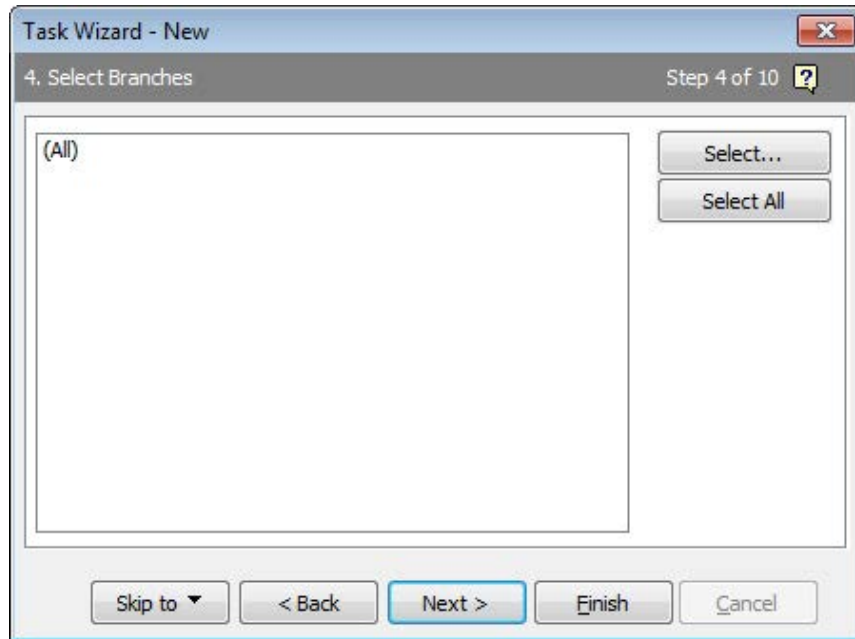 Task Wizard - New
4. Select Branches Step 4 of 10 ?
(All)
Select...
Select All
Skip to < Back Next > Finish Cancel